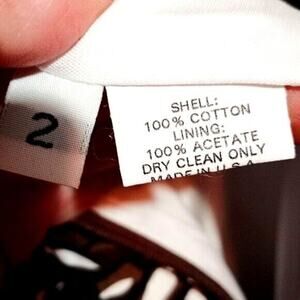 2
SHELL:
100% COTTON
LINING:
100% ACETATE
DRY CLEAN ONLY
MADE IN U.S.A.